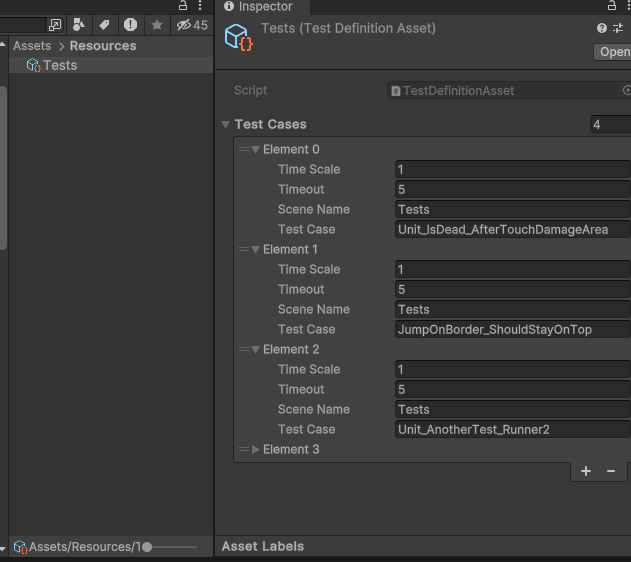 Inspector
45
Tests (Test Definition Asset)
Open
Assets > Resources
Tests
Script
TestDefinitionAsset
Test Cases
4
Element 0
Time Scale
1
Timeout
5
Scene Name
Tests
Test Case
Unit_IsDead_AfterTouchDamageArea
Element 1
Time Scale
1
Timeout
5
Scene Name
Tests
Test Case
JumpOnBorder_ShouldStayOnTop
Element 2
Time Scale
1
Timeout
5
Scene Name
Tests
Test Case
Unit_AnotherTest_Runner2
Element 3
Assets/Resources/T
Asset Labels